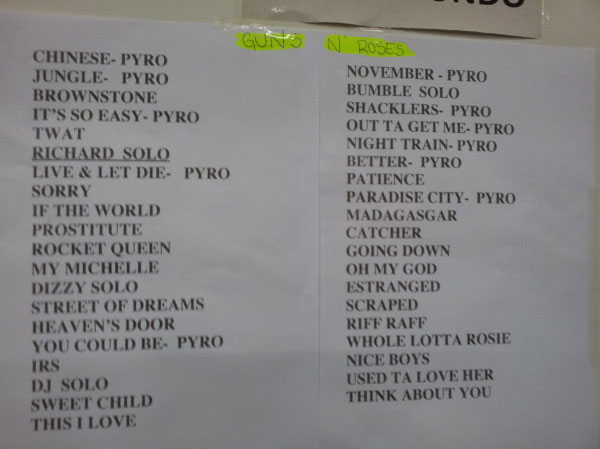 UNDO
GUNS N' ROSES
CHINESE- PYRO
JUNGLE- PYRO
BROWNSTONE
IT'S SO EASY- PYRO
TWAT
RICHARD SOLO
LIVE & LET DIE- PYRO
SORRY
IF THE WORLD
PROSTITUTE
ROCKET QUEEN
MY MICHELLE
DIZZY SOLO
STREET OF DREAMS
HEAVEN'S DOOR
YOU COULD BE- PYRO
IRS
DJ SOLO
SWEET CHILD
THIS I LOVE
NOVEMBER - PYRO
BUMBLE SOLO
SHACKLERS- PYRO
OUT TA GET ME- PYRO
NIGHT TRAIN- PYRO
BETTER- PYRO
PATIENCE
PARADISE CITY- PYRO
MADAGASGAR
CATCHER
GOING DOWN
OH MY GOD
ESTRANGED
SCRAPED
RIFF RAFF
WHOLE LOTTA ROSIE
NICE BOYS
USED TA LOVE HER
THINK ABOUT YOU